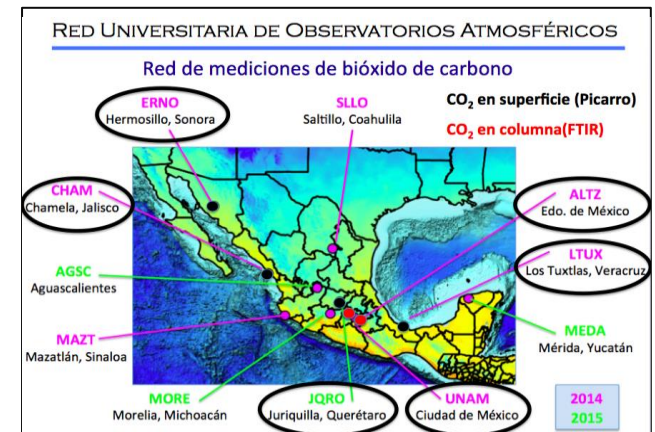 RED UNIVERSITARIA DE OBSERVATORIOS ATMOSFÉRICOS
Red de mediciones de bióxido de carbono
ERNO
Hermosillo, Sonora
SLLO
Saltillo, Coahulila
CO2 en superficie (Picarro)
CO2 en columna(FTIR)
CHAM
Chamela, Jalisco
ALTZ
Edo. de México
AGSC
Aguascalientes
LTUX
Los Tuxtlas, Veracruz
MAZT
Mazatlán, Sinaloa
MEDA
Mérida, Yucatán
MORE
Morelia, Michoacán
JQRO
Juriquilla, Querétaro
UNAM
Ciudad de México
2014
2015